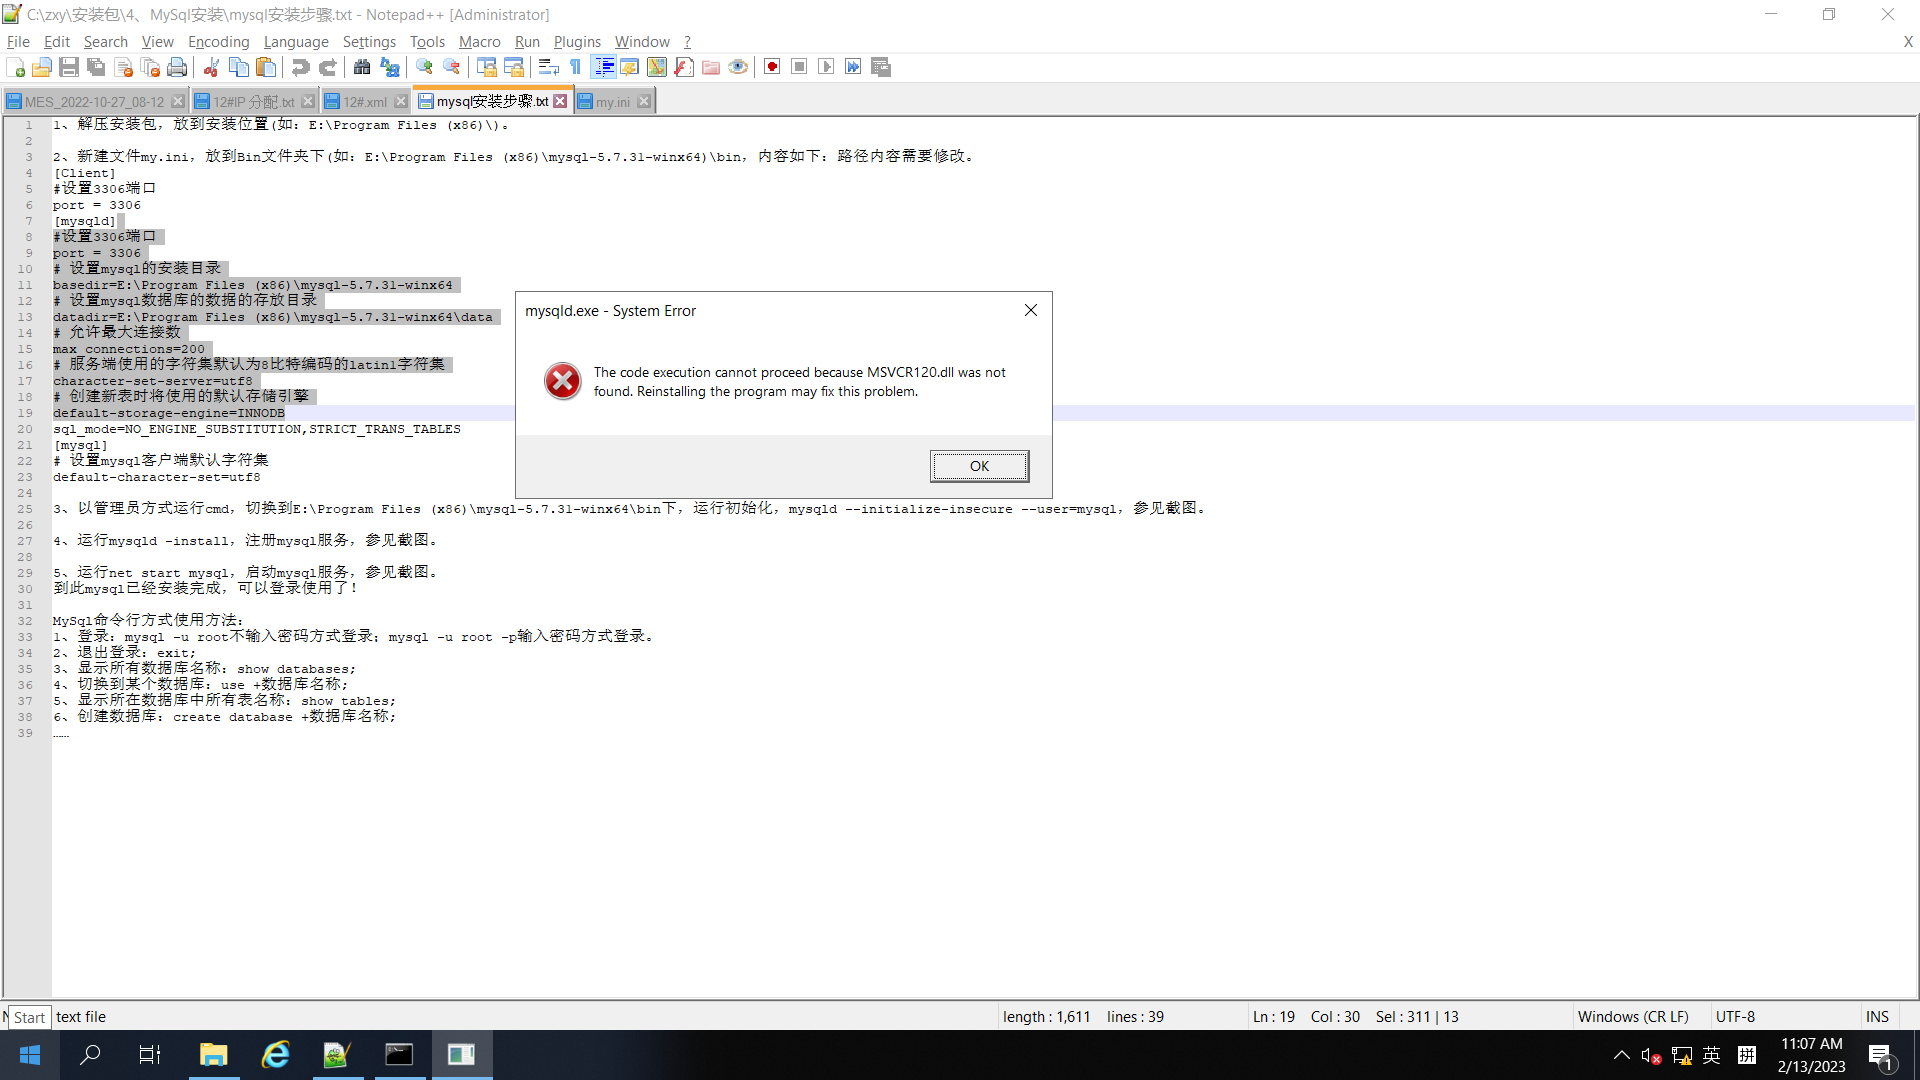 C:\zxy\安装包\4、MySql安装\mysql安装步骤.txt - Notepad++ [Administrator]
File Edit Search View Encoding Language Settings Tools Macro Run Plugins Window ? X
MES_2022-10-27_08-12 12#IP 分配.txt 12#.xml mysql安装步骤.txt my.ini
1 1、解压安装包，放到安装位置(如：E:\Program Files (x86)\)。
2
3 2、新建文件my.ini，放到Bin文件夹下(如：E:\Program Files (x86)\mysql-5.7.31-winx64)\bin，内容如下：路径内容需要修改。
4 [Client]
5 #设置3306端口
6 port = 3306
7 [mysqld]
8 #设置3306端口
9 port = 3306
10 # 设置mysql的安装目录
11 basedir=E:\Program Files (x86)\mysql-5.7.31-winx64
12 # 设置mysql数据库的数据的存放目录
13 datadir=E:\Program Files (x86)\mysql-5.7.31-winx64\data
14 # 允许最大连接数
15 max_connections=200
16 # 服务端使用的字符集默认为8比特编码的latin1字符集
17 character-set-server=utf8
18 # 创建新表时将使用的默认存储引擎
19 default-storage-engine=INNODB
20 sql_mode=NO_ENGINE_SUBSTITUTION,STRICT_TRANS_TABLES
21 [mysql]
22 # 设置mysql客户端默认字符集
23 default-character-set=utf8
24
25 3、以管理员方式运行cmd，切换到E:\Program Files (x86)\mysql-5.7.31-winx64\bin下，运行初始化，mysqld --initialize-insecure --user=mysql，参见截图。
26
27 4、运行mysqld -install，注册mysql服务，参见截图。
28
29 5、运行net start mysql，启动mysql服务，参见截图。
30 到此mysql已经安装完成，可以登录使用了！
31
32 MySql命令行方式使用方法：
33 1、登录：mysql -u root不输入密码方式登录；mysql -u root -p输入密码方式登录。
34 2、退出登录：exit;
35 3、显示所有数据库名称：show databases;
36 4、切换到某个数据库：use +数据库名称;
37 5、显示所在数据库中所有表名称：show tables;
38 6、创建数据库：create database +数据库名称;
39 ……
mysqld.exe - System Error
The code execution cannot proceed because MSVCR120.dll was not
found. Reinstalling the program may fix this problem.
OK
Start text file length : 1,611 lines : 39 Ln : 19 Col : 30 Sel : 311 | 13 Windows (CR LF) UTF-8 INS
英 拼 11:07 AM
2/13/2023 1